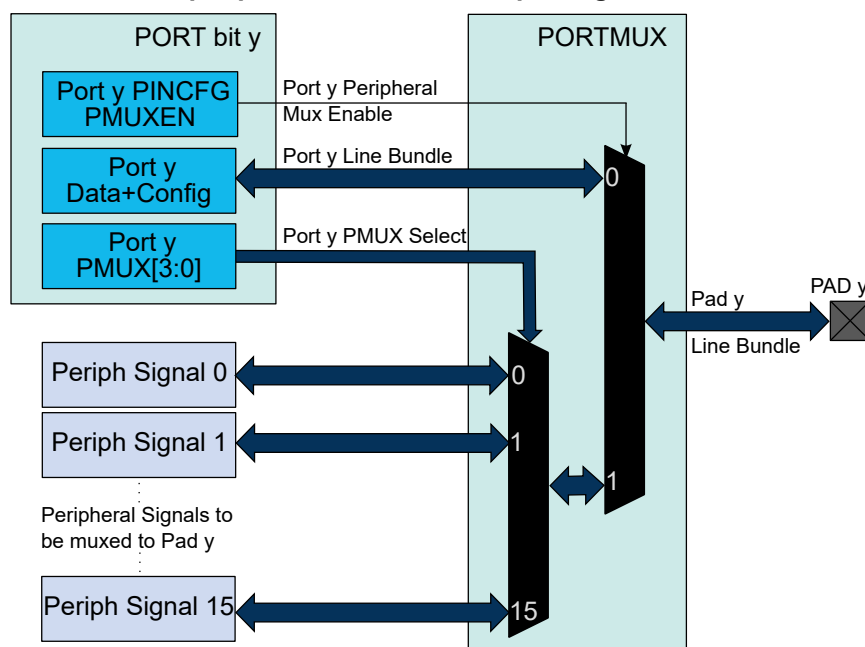 PORT bit y
PORTMUX
Port y PINCFG
PMUXEN
Port y Peripheral
Mux Enable
Port y
Data+Config
Port y Line Bundle
0
Port y
PMUX[3:0]
Port y PMUX Select
Pad y
Line Bundle
PAD y
Periph Signal 0
0
Periph Signal 1
1
1
Peripheral Signals to
be muxed to Pad y
Periph Signal 15
15